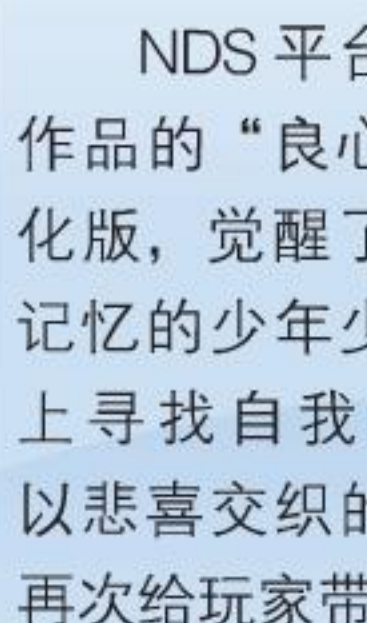 NDS 平台
作品的“良心
化版，觉醒了
记忆的少年少
上寻找自我
以悲喜交织的
再次给玩家带